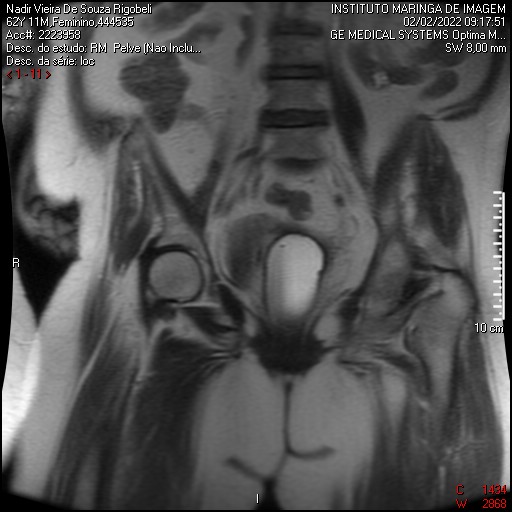 Nadir Vieira De Souza Rigobeli
INSTITUTO MARINGA DE IMAGEM
62Y 11M,Feminino,444535
02/02/2022 09:17:51
Acc#: 2223958
GE MEDICAL SYSTEMS Optima M...
Desc. do estudo: RM Pelve (Nao Inclu...
SW 8,00 mm
Desc. da série: loc
< 1 -11 >
R
10 cm
I
C 1434
W 2868